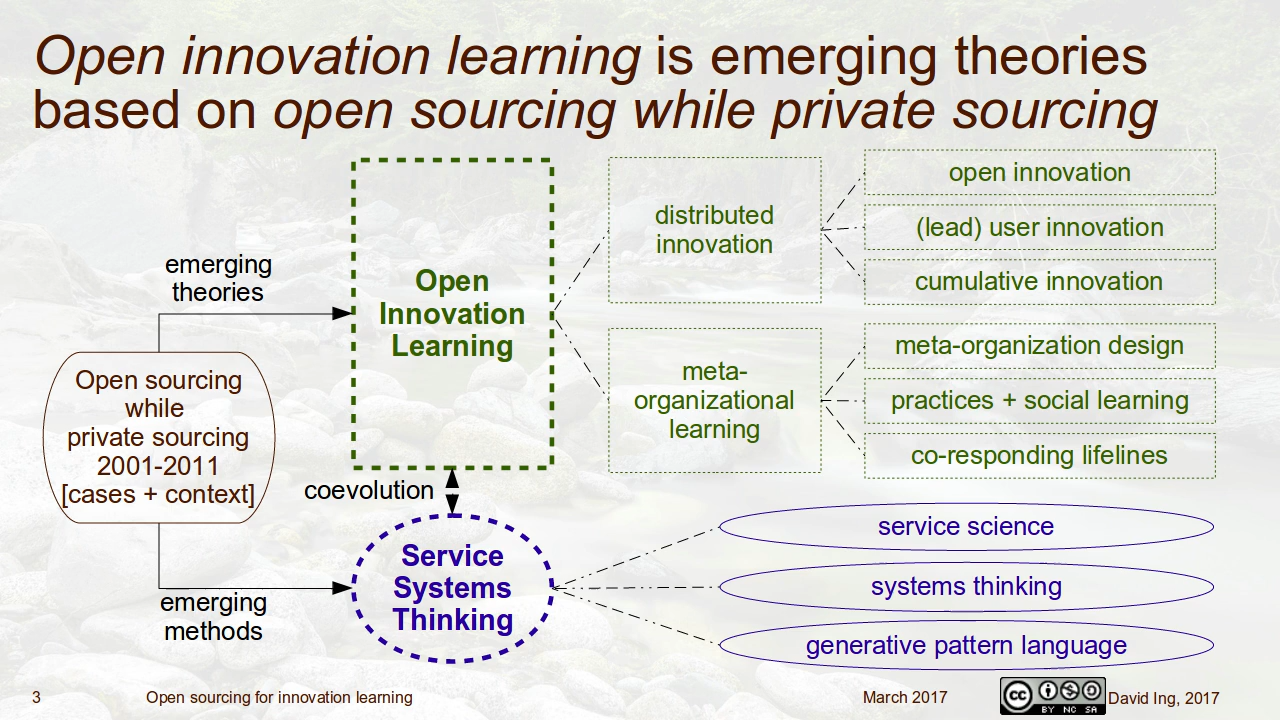 Open innovation learning is emerging theories
based on open sourcing while private sourcing
emerging
theories
Open sourcing
while
private sourcing
2001-2011
[cases + context]
emerging
methods
Open
Innovation
Learning
coevolution
Service
Systems
Thinking
distributed
innovation
open innovation
(lead) user innovation
cumulative innovation
meta-
organizational
learning
meta-organization design
practices + social learning
co-responding lifelines
service science
systems thinking
generative pattern language
3
Open sourcing for innovation learning
March 2017
cc
BY NC SA
David Ing, 2017